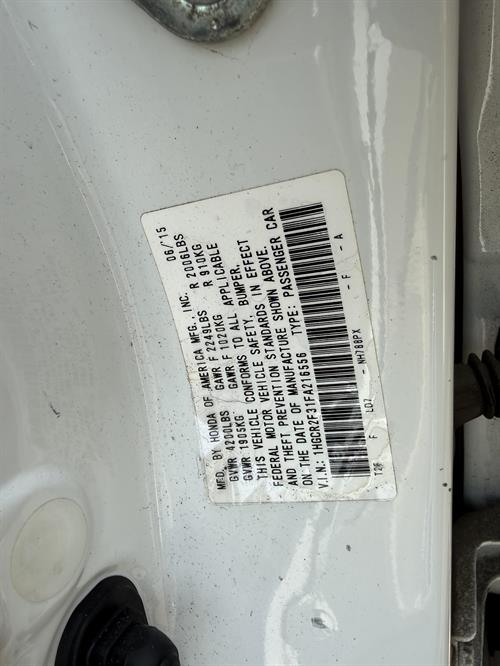 MFD. BY HONDA OF AMERICA MFG., INC. 06/15
GVWR 4200LBS GAWR F 2249LBS R 2006LBS
GVWR 1905KG GAWR F 1020KG R 910KG
THIS VEHICLE CONFORMS TO ALL APPLICABLE
FEDERAL MOTOR VEHICLE SAFETY, BUMPER,
AND THEFT PREVENTION STANDARDS IN EFFECT
ON THE DATE OF MANUFACTURE SHOWN ABOVE.
V.I.N.: 1HGCR2F31FA216556 TYPE: PASSENGER CAR
T2F F LD7 - NH788PX - F - A